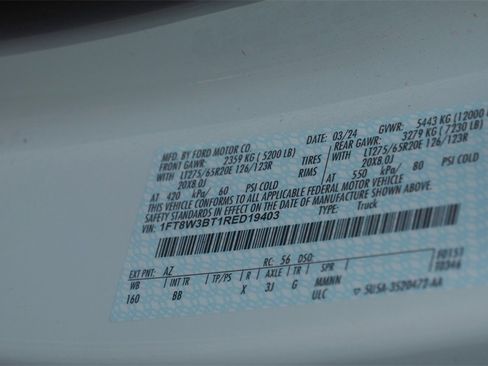 MFD. BY FORD MOTOR CO.
DATE: 03/24 GVWR: 5443 KG (12000
FRONT GAWR: 2359 KG (5200 LB) REAR GAWR: 3279 KG (7230 LB)
WITH LT275/65R20E 126/123R TIRES WITH LT275/65R20E 126/123R
20X8.0J RIMS 20X8.0J
AT 420 kPa/ 60 PSI COLD AT 550 kPa/ 80 PSI COLD
THIS VEHICLE CONFORMS TO ALL APPLICABLE FEDERAL MOTOR VEHICLE
SAFETY STANDARDS IN EFFECT ON THE DATE OF MANUFACTURE SHOWN ABOVE.
VIN: 1FT8W3BT1RED19403 TYPE: Truck
EXT PNT: AZ RC: 56 DSO:
WB INT TR TP/PS R AXLE TR SPR F0157
160 BB X 3J G MMNN T0346
ULC 5U5A-3520472-AA